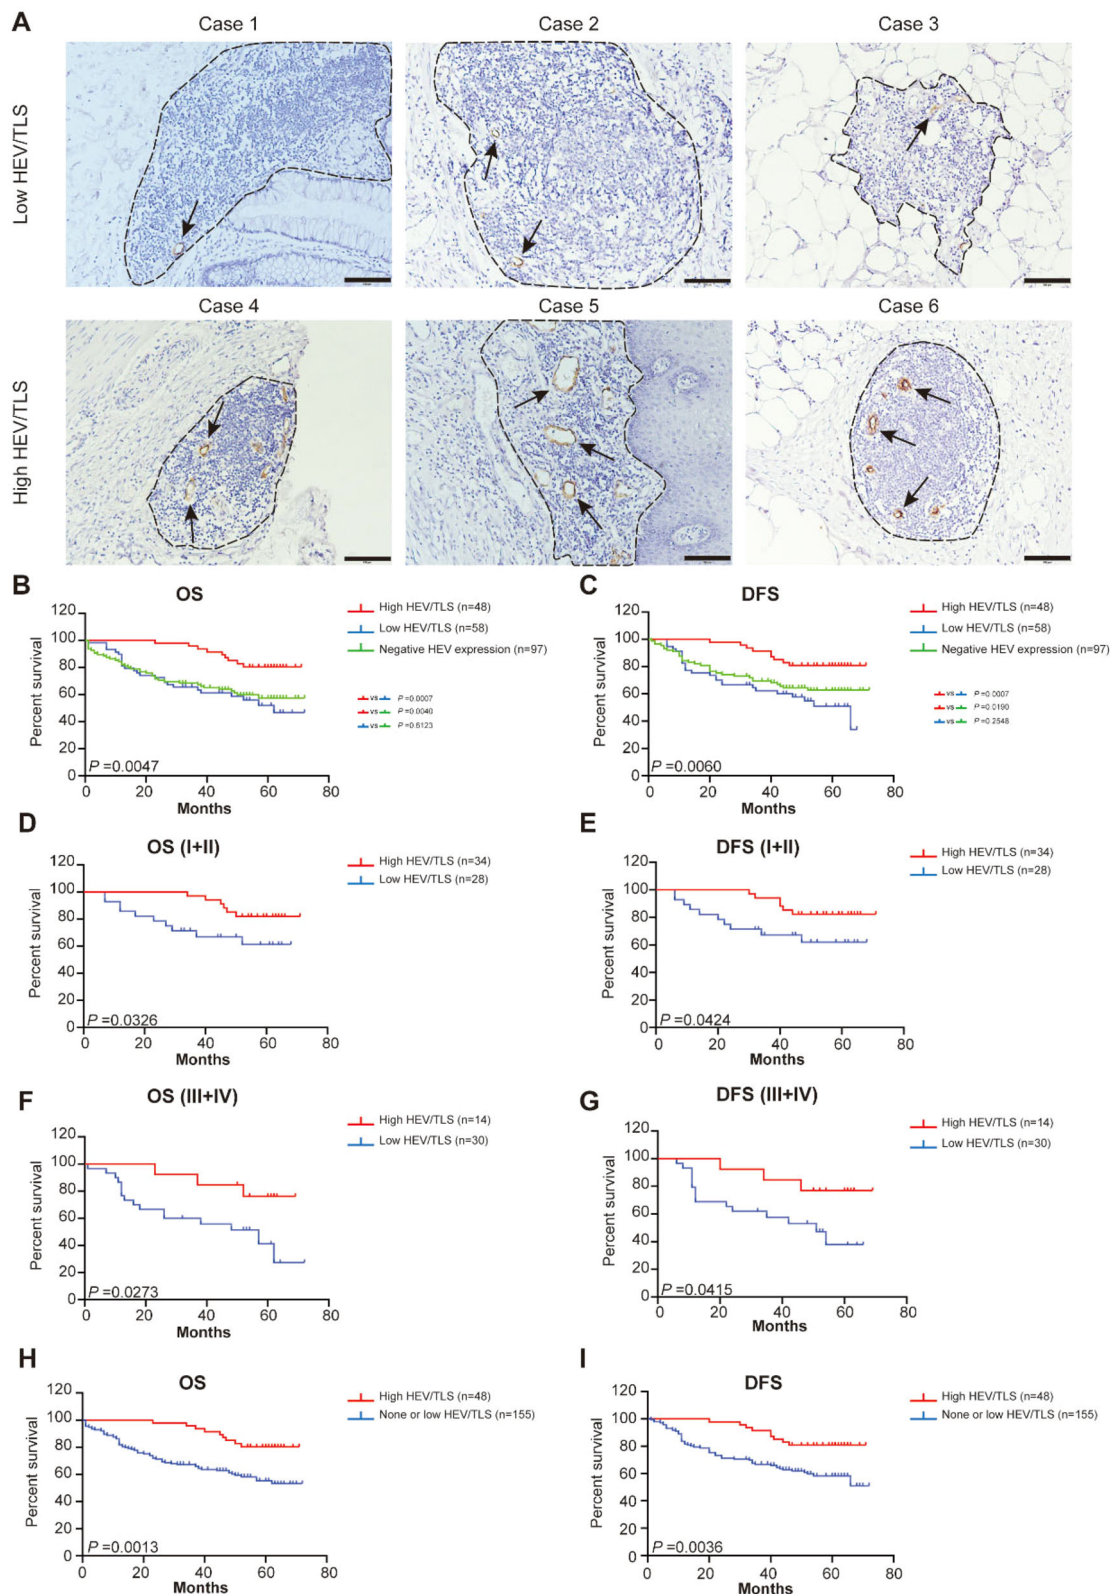 A
Case 1
Case 2
Case 3
Low HEV/TLS
Case 4
Case 5
Case 6
High HEV/TLS
B
OS
High HEV/TLS (n=48)
Low HEV/TLS (n=58)
Negative HEV expression (n=97)
vs P =0.0007
vs P =0.0040
vs P =0.6123
Percent survival
120
100
80
60
40
20
0
P =0.0047
0 20 40 60 80
Months
C
DFS
High HEV/TLS (n=48)
Low HEV/TLS (n=58)
Negative HEV expression (n=97)
vs P =0.0007
vs P =0.0190
vs P =0.2548
Percent survival
120
100
80
60
40
20
0
P =0.0060
0 20 40 60 80
Months
D
OS (I+II)
High HEV/TLS (n=34)
Low HEV/TLS (n=28)
Percent survival
120
100
80
60
40
20
0
P =0.0326
0 20 40 60 80
Months
E
DFS (I+II)
High HEV/TLS (n=34)
Low HEV/TLS (n=28)
Percent survival
120
100
80
60
40
20
0
P =0.0424
0 20 40 60 80
Months
F
OS (III+IV)
High HEV/TLS (n=14)
Low HEV/TLS (n=30)
Percent survival
120
100
80
60
40
20
0
P =0.0273
0 20 40 60 80
Months
G
DFS (III+IV)
High HEV/TLS (n=14)
Low HEV/TLS (n=30)
Percent survival
120
100
80
60
40
20
0
P =0.0415
0 20 40 60 80
Months
H
OS
High HEV/TLS (n=48)
None or low HEV/TLS (n=155)
Percent survival
120
100
80
60
40
20
0
P =0.0013
0 20 40 60 80
Months
I
DFS
High HEV/TLS (n=48)
None or low HEV/TLS (n=155)
Percent survival
120
100
80
60
40
20
0
P =0.0036
0 20 40 60 80
Months